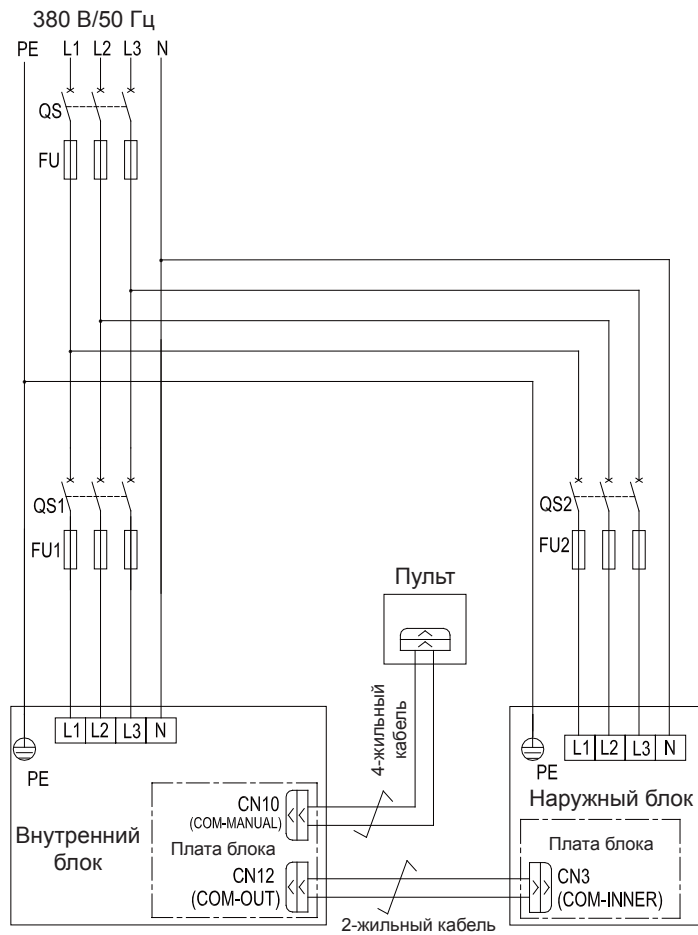 380 В/50 Гц
PE L1 L2 L3 N
QS
FU
QS1
FU1
QS2
FU2
Пульт
4-жильный
кабель
L1 L2 L3 N
PE
Внутренний
блок
CN10
(COM-MANUAL)
Плата блока
CN12
(COM-OUT)
2-жильный кабель
L1 L2 L3 N
PE
Наружный блок
Плата блока
CN3
(COM-INNER)